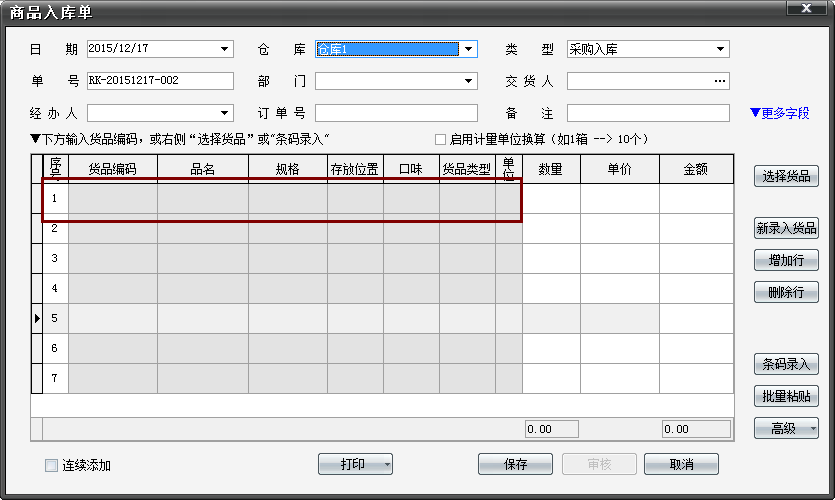 商品入库单
日 期 2015/12/17 仓 库 仓库1 类 型 采购入库
单 号 RK-20151217-002 部 门 交 货 人 ...
经 办 人 订 单 号 备 注 ▼更多字段
▼下方输入货品编码，或右侧“选择货品”或"条码录入" 启用计量单位换算（如1箱 --> 10个）
序号 货品编码 品名 规格 存放位置 口味 货品类型 单位 数量 单价 金额
选择货品
1
2
新录入货品
3
增加行
4
删除行
5
6
条码录入
7
批量粘贴
0.00 0.00
高级
连续添加 打印 保存 审核 取消